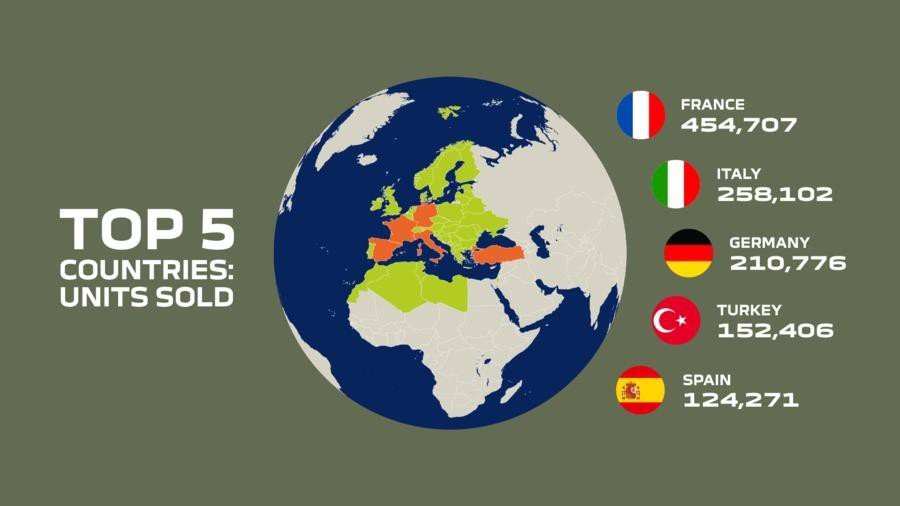 TOP 5
COUNTRIES:
UNITS SOLD
FRANCE
454,707
ITALY
258,102
GERMANY
210,776
TURKEY
152,406
SPAIN
124,271